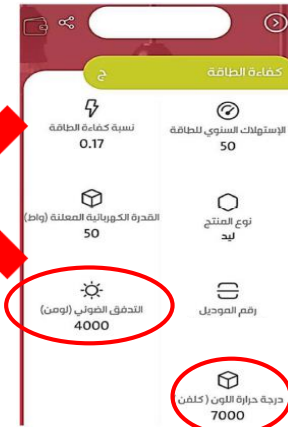 كفاءة الطاقة
ج
الإستهلاك السنوي للطاقة
50
نسبة كفاءة الطاقة
0.17
نوع المنتج
ليد
القدرة الكهربائية المعلنة (واط)
50
رقم الموديل
التدفق الضوئي (لومن)
4000
درجة حرارة اللون (كلفن)
7000